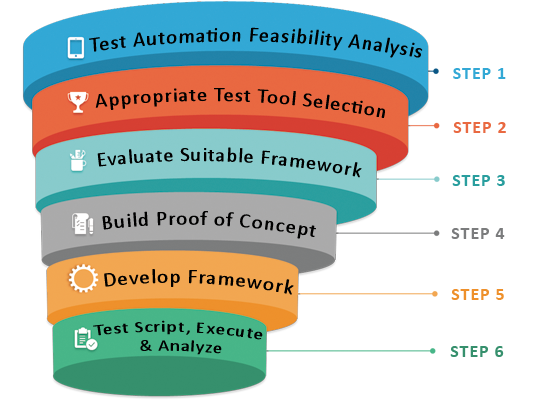 Test Automation Feasibility Analysis
STEP 1
Appropriate Test Tool Selection
STEP 2
Evaluate Suitable Framework
STEP 3
Build Proof of Concept
STEP 4
Develop Framework
STEP 5
Test Script, Execute
& Analyze
STEP 6